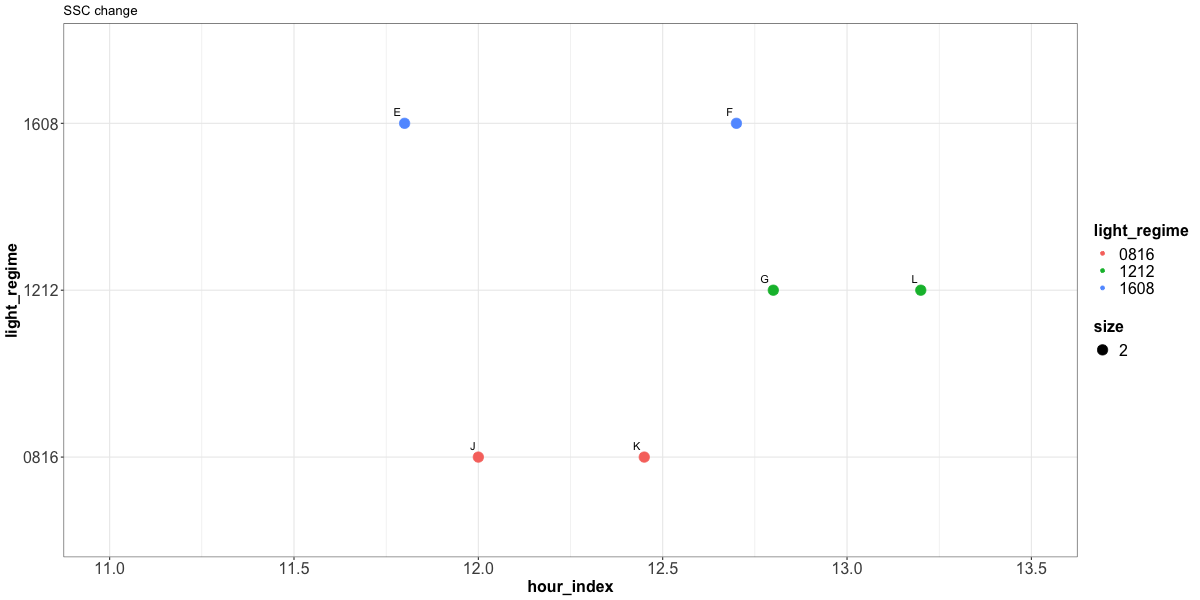 SSC change
E
F
1608
G
L
1212
J
K
0816
light_regime
11.0 11.5 12.0 12.5 13.0 13.5
hour_index
light_regime
0816
1212
1608
size
2